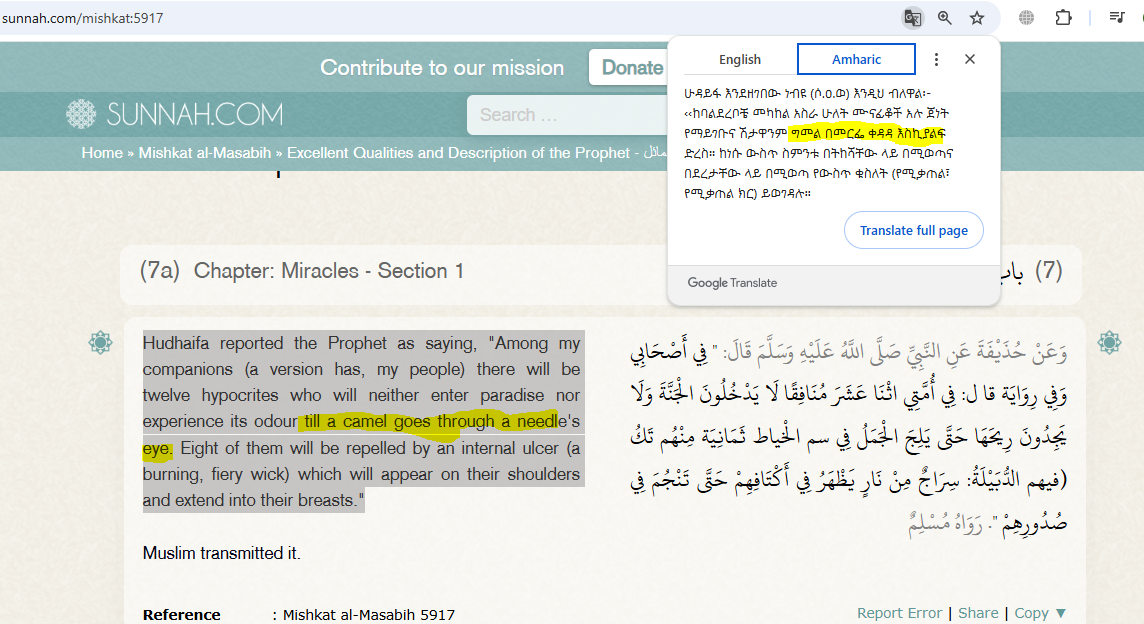 sunnah.com/mishkat:5917
English
Amharic
ሁዳይፋ እንደዘገበው ነብዩ (ሶ.ዐ.ወ) እንዲህ ብለዋል፡-
‹‹ከባልደረቦቼ መካከል አስራ ሁለት ሙናፊቆች አሉ ጀነት
የማይገቡና ሽታዋንም ግመል በመርፌ ቀዳዳ እስኪያልፍ
ድረስ። ከነሱ ውስጥ ስምንቱ በትከሻቸው ላይ በሚወጣና
በደረታቸው ላይ በሚወጣ የውስጥ ቁስለት (የሚቃጠል፣
የሚቃጠል ክር) ይወገዳሉ።
Translate full page
Google Translate
Contribute to our mission
Donate
SUNNAH.COM
Search ...
Home » Mishkat al-Masabih » Excellent Qualities and Description of the Prophet -
(7a) Chapter: Miracles - Section 1
باب (7)
Hudhaifa reported the Prophet as saying, "Among my
companions (a version has, my people) there will be
twelve hypocrites who will neither enter paradise nor
experience its odour till a camel goes through a needle's
eye. Eight of them will be repelled by an internal ulcer (a
burning, fiery wick) which will appear on their shoulders
and extend into their breasts."
Muslim transmitted it.
وَعَنْ حُذَيْفَةَ عَنِ النَّبِيِّ صَلَّى اللَّهُ عَلَيْهِ وَسَلَّمَ قَالَ: " فِي أَصْحَابِي
وَفِي رِوَايَة قا ل: فِي أُمَّتِي اثْنَا عَشَرَ مُنَافِقًا لَا يَدْخُلُونَ الْجَنَّةَ وَلَا
يَجِدُونَ رِيحَهَا حَتَّى يَلِجَ الْجَمَلُ فِي سم الْخياط ثَمَانِيَة مِنْهُم تَكُ
(فيهم الدُّبَيْلَةُ: سِرَاجٌ مِنْ نَارٍ يَظْهَرُ فِي أَكْتَافِهِمْ حَتَّى تَنْجُمَ فِي
صُدُورِهِمْ ". رَوَاهُ مُسْلِمٌ
Reference : Mishkat al-Masabih 5917
Report Error | Share | Copy ▼